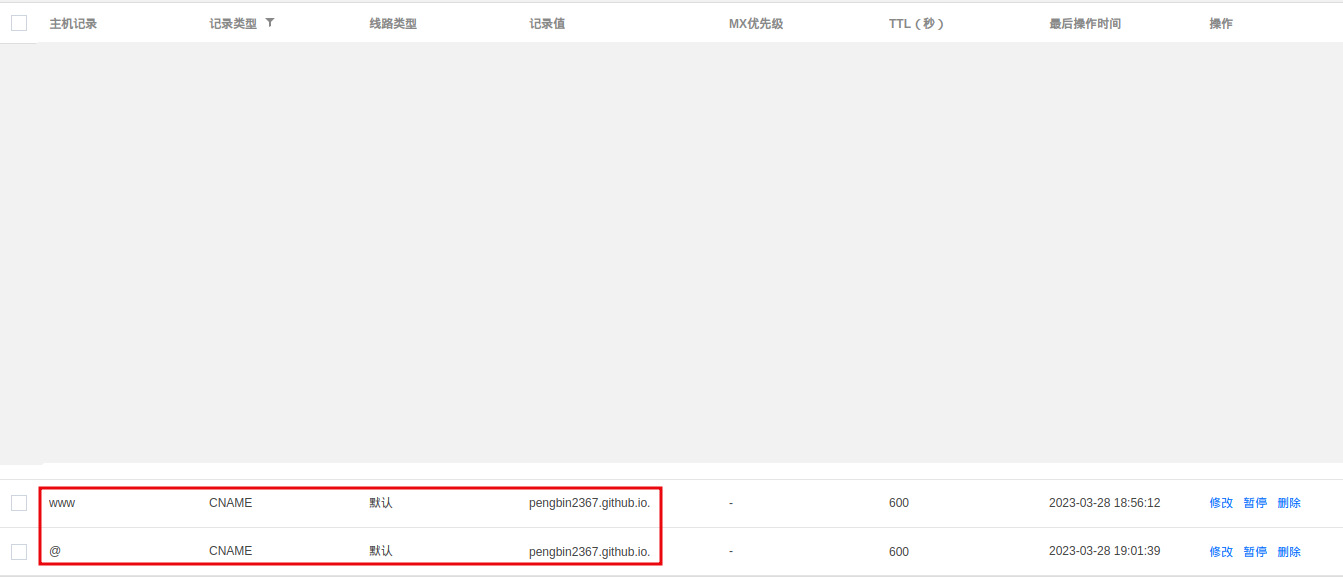 主机记录 记录类型 线路类型 记录值 MX优先级 TTL（秒） 最后操作时间 操作
www CNAME 默认 pengbin2367.github.io. - 600 2023-03-28 18:56:12 修改 暂停 删除
@ CNAME 默认 pengbin2367.github.io. - 600 2023-03-28 19:01:39 修改 暂停 删除